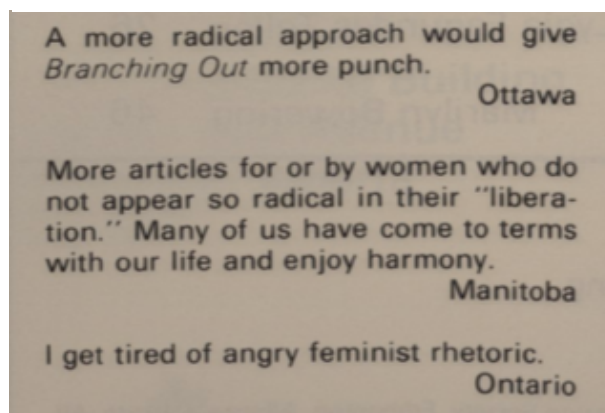 A more radical approach would give
Branching Out more punch.
Ottawa
More articles for or by women who do
not appear so radical in their "libera-
tion." Many of us have come to terms
with our life and enjoy harmony.
Manitoba
I get tired of angry feminist rhetoric.
Ontario